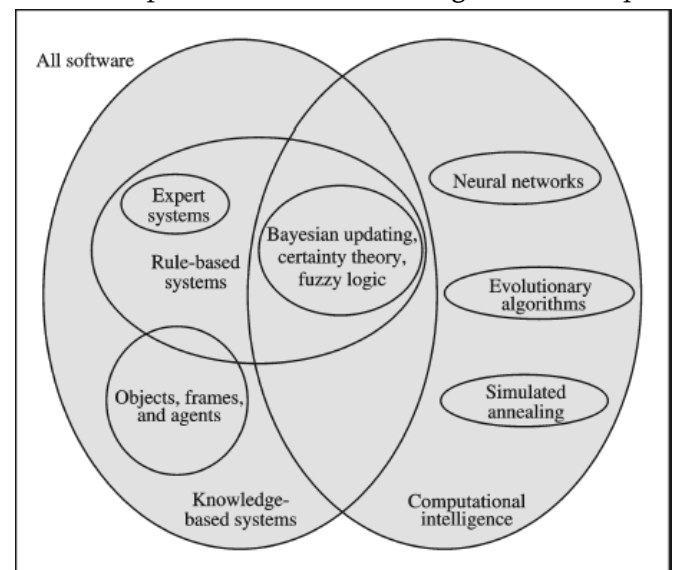 All software
Expert
systems
Rule-based
systems
Bayesian updating,
certainty theory,
fuzzy logic
Neural networks
Evolutionary
algorithms
Objects, frames,
and agents
Simulated
annealing
Knowledge-
based systems
Computational
intelligence